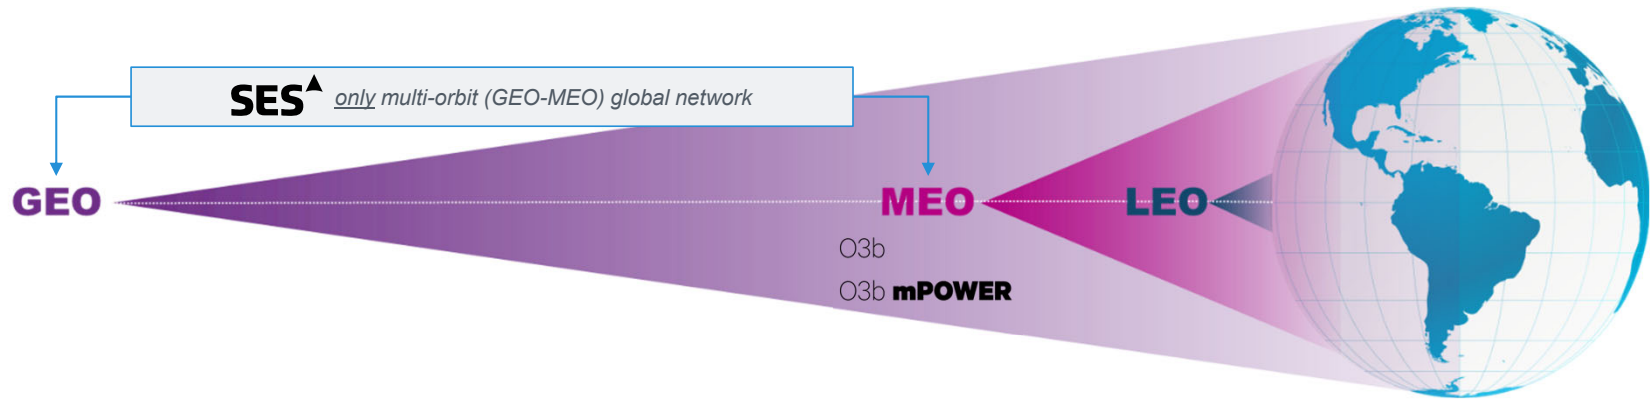 SES only multi-orbit (GEO-MEO) global network
GEO
MEO
LEO
O3b
O3b mPOWER